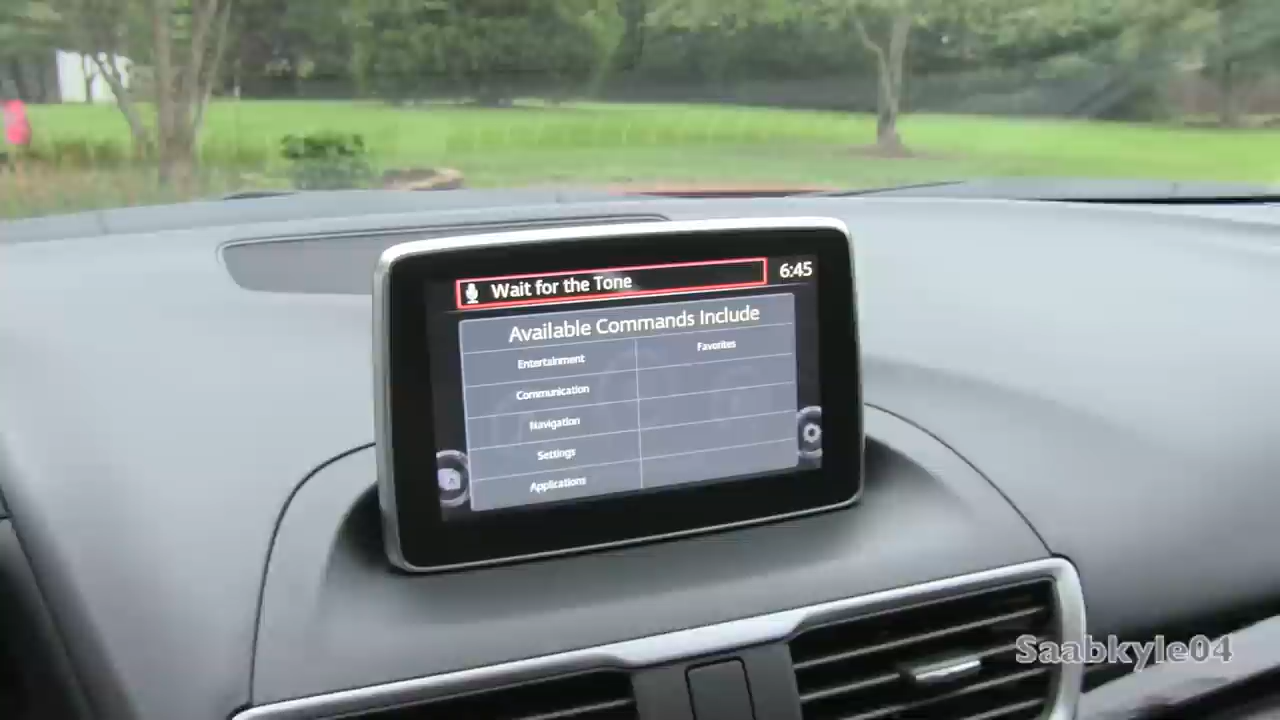 Wait for the Tone
6:45
Available Commands Include
Entertainment
Favorites
Communication
Navigation
Settings
Applications
Saabkyle04